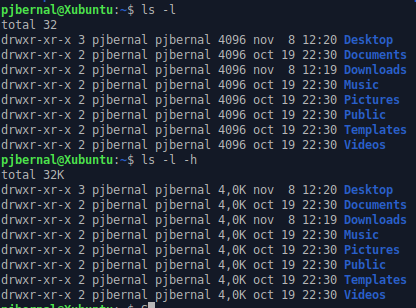 pjbernal@Xubuntu:~$ ls -l
total 32
drwxr-xr-x 3 pjbernal pjbernal 4096 nov  8 12:20 Desktop
drwxr-xr-x 2 pjbernal pjbernal 4096 oct 19 22:30 Documents
drwxr-xr-x 2 pjbernal pjbernal 4096 nov  8 12:19 Downloads
drwxr-xr-x 2 pjbernal pjbernal 4096 oct 19 22:30 Music
drwxr-xr-x 2 pjbernal pjbernal 4096 oct 19 22:30 Pictures
drwxr-xr-x 2 pjbernal pjbernal 4096 oct 19 22:30 Public
drwxr-xr-x 2 pjbernal pjbernal 4096 oct 19 22:30 Templates
drwxr-xr-x 2 pjbernal pjbernal 4096 oct 19 22:30 Videos
pjbernal@Xubuntu:~$ ls -l -h
total 32K
drwxr-xr-x 3 pjbernal pjbernal 4,0K nov  8 12:20 Desktop
drwxr-xr-x 2 pjbernal pjbernal 4,0K oct 19 22:30 Documents
drwxr-xr-x 2 pjbernal pjbernal 4,0K nov  8 12:19 Downloads
drwxr-xr-x 2 pjbernal pjbernal 4,0K oct 19 22:30 Music
drwxr-xr-x 2 pjbernal pjbernal 4,0K oct 19 22:30 Pictures
drwxr-xr-x 2 pjbernal pjbernal 4,0K oct 19 22:30 Public
drwxr-xr-x 2 pjbernal pjbernal 4,0K oct 19 22:30 Templates
drwxr-xr-x 2 pjbernal pjbernal 4,0K oct 19 22:30 Videos
pjbernal@Xubuntu:~$